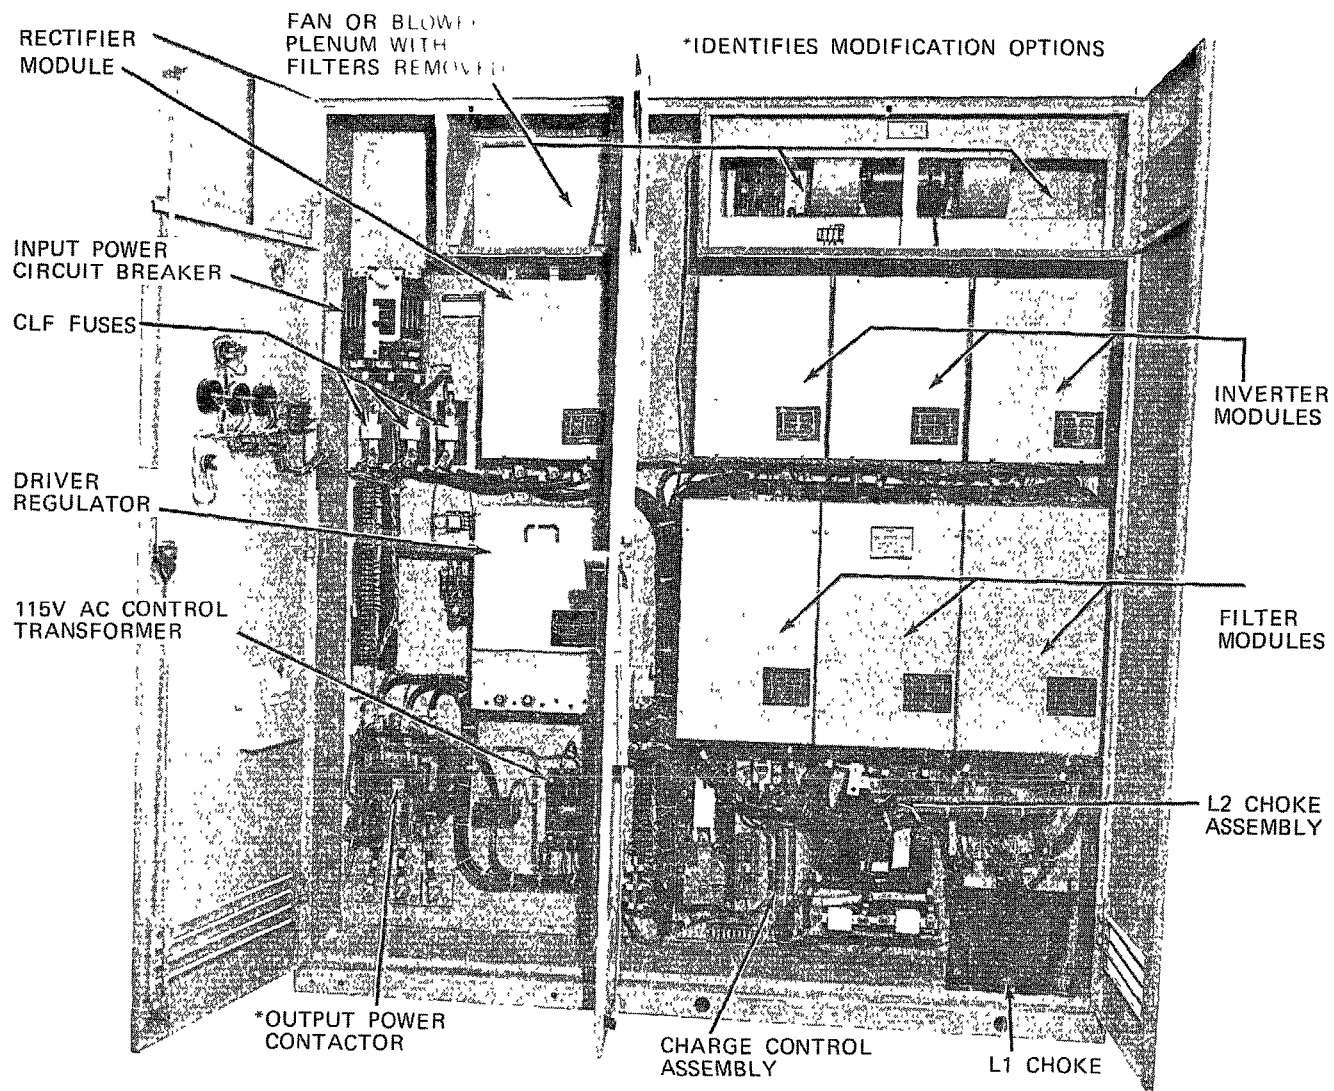 RECTIFIER
MODULE
FAN OR BLOWER
PLENUM WITH
FILTERS REMOVED
*IDENTIFIES MODIFICATION OPTIONS
INPUT POWER
CIRCUIT BREAKER
CLF FUSES
INVERTER
MODULES
DRIVER
REGULATOR
115V AC CONTROL
TRANSFORMER
FILTER
MODULES
L2 CHOKE
ASSEMBLY
*OUTPUT POWER
CONTACTOR
CHARGE CONTROL
ASSEMBLY
L1 CHOKE